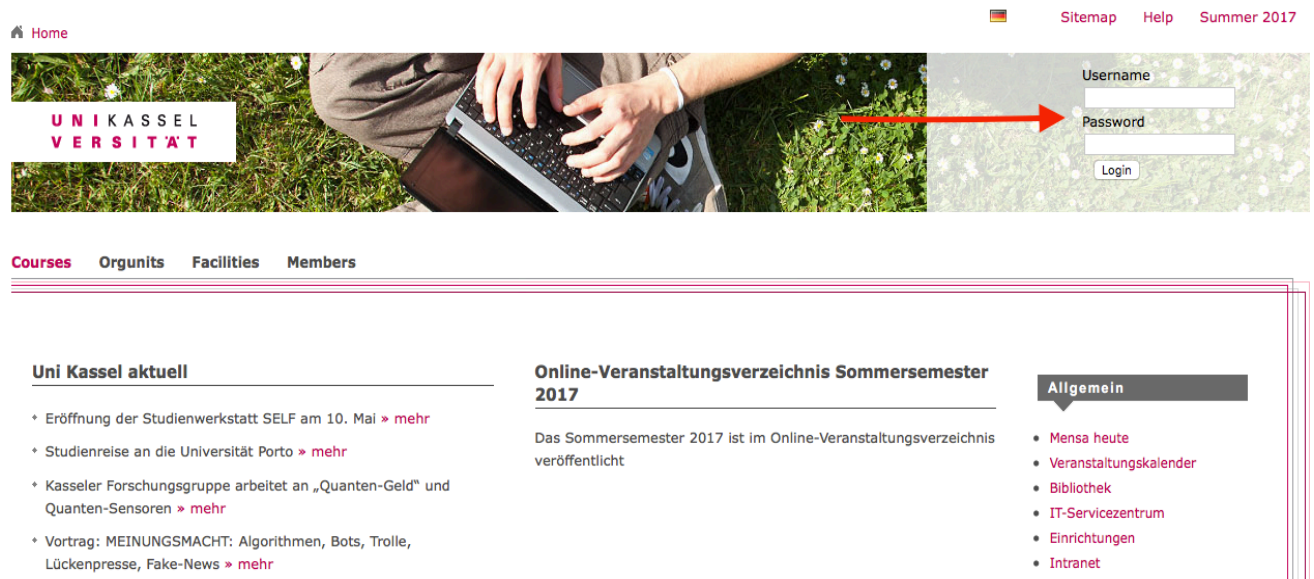 Home
Sitemap Help Summer 2017
UNIKASSEL
VERSITÄT
Username
Password
Login
Courses Orgunits Facilities Members
Uni Kassel aktuell
Eröffnung der Studienwerkstatt SELF am 10. Mai » mehr
Studienreise an die Universität Porto » mehr
Kasseler Forschungsgruppe arbeitet an „Quanten-Geld" und
Quanten-Sensoren » mehr
Vortrag: MEINUNGSMACHT: Algorithmen, Bots, Trolle,
Lückenpresse, Fake-News » mehr
Online-Veranstaltungsverzeichnis Sommersemester
2017
Das Sommersemester 2017 ist im Online-Veranstaltungsverzeichnis
veröffentlicht
Allgemein
Mensa heute
Veranstaltungskalender
Bibliothek
IT-Servicezentrum
Einrichtungen
Intranet